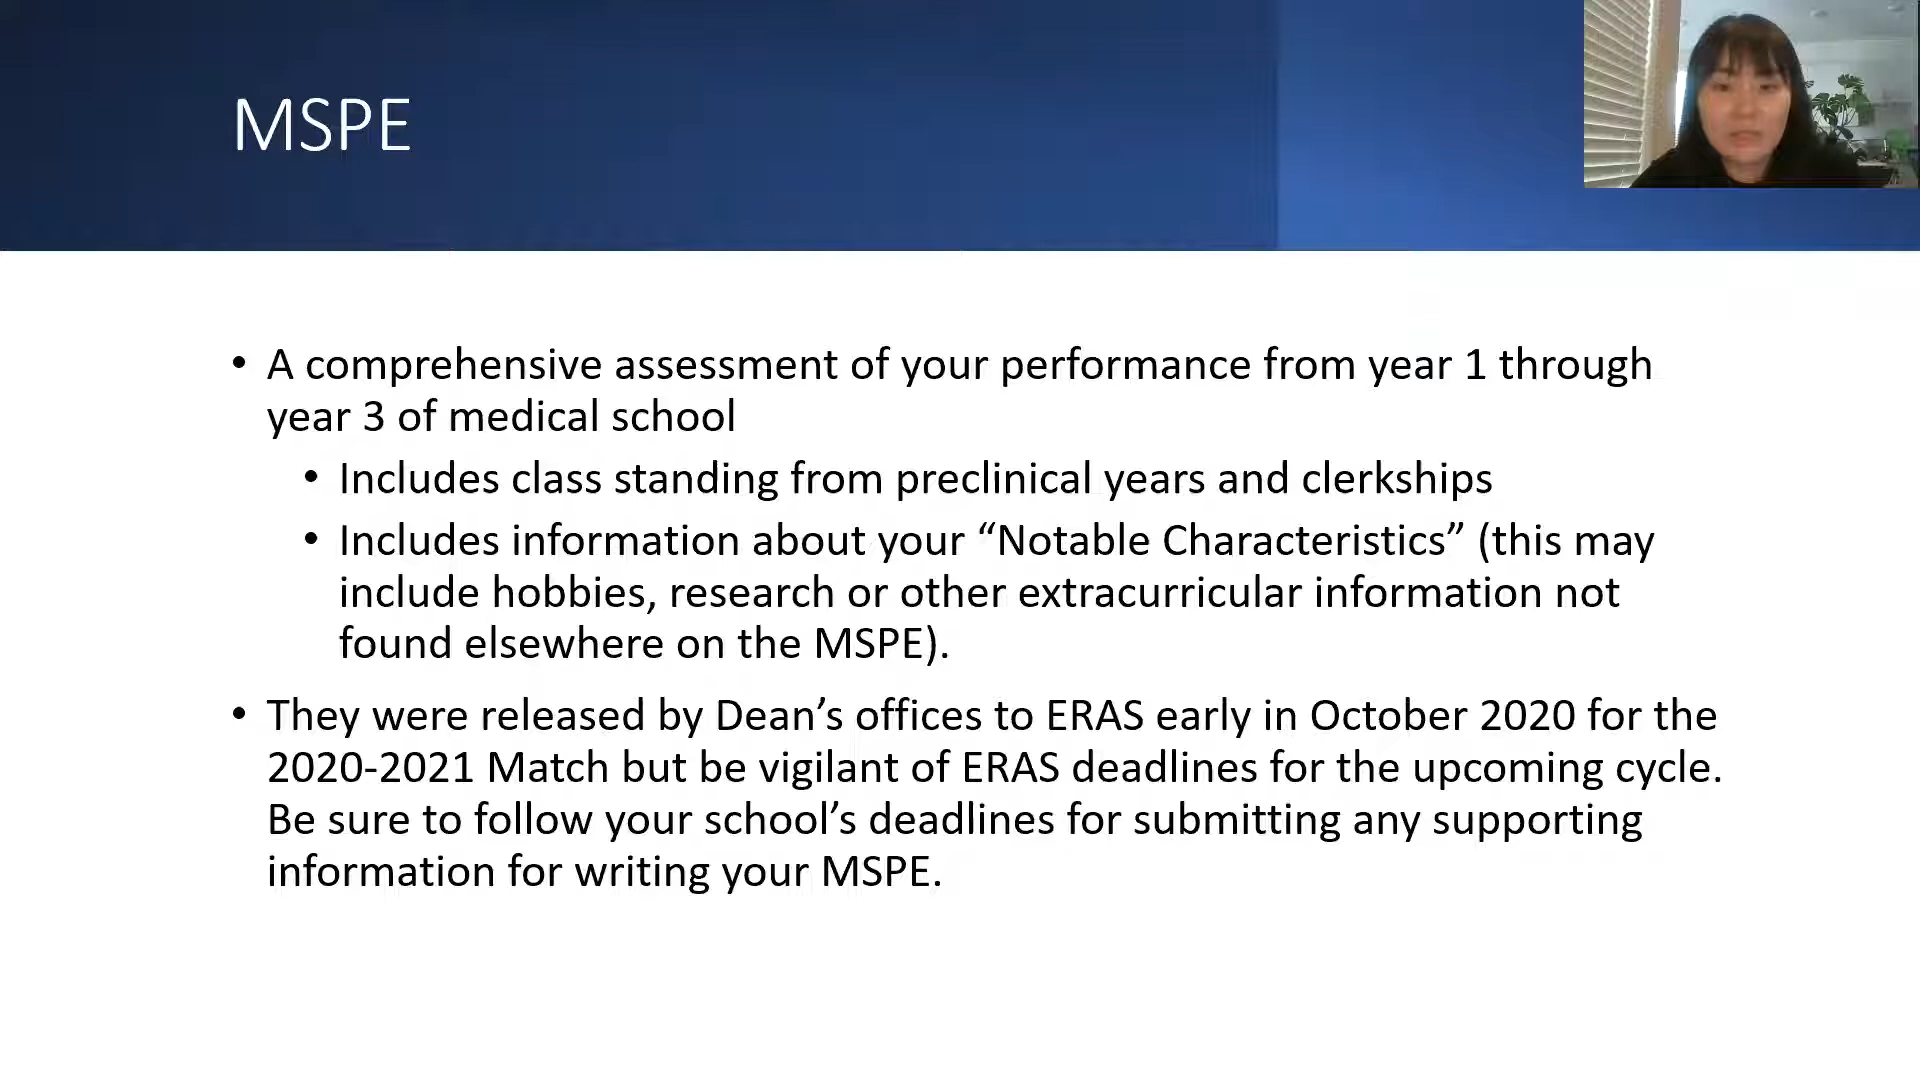 MSPE
• A comprehensive assessment of your performance from year 1 through
year 3 of medical school
• Includes class standing from preclinical years and clerkships
• Includes information about your “Notable Characteristics” (this may
include hobbies, research or other extracurricular information not
found elsewhere on the MSPE).
• They were released by Dean’s offices to ERAS early in October 2020 for the
2020-2021 Match but be vigilant of ERAS deadlines for the upcoming cycle.
Be sure to follow your school’s deadlines for submitting any supporting
information for writing your MSPE.